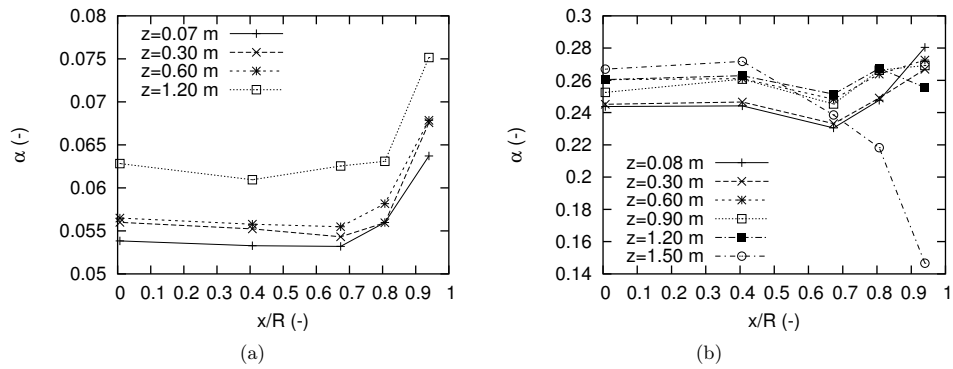 0.08
0.075
0.07
0.065
0.06
0.055
0.05
α (-)
z=0.07 m
z=0.30 m
z=0.60 m
z=1.20 m
0 0.1 0.2 0.3 0.4 0.5 0.6 0.7 0.8 0.9 1
x/R (-)
(a)
0.3
0.28
0.26
0.24
0.22
0.2
0.18
0.16
0.14
α (-)
z=0.08 m
z=0.30 m
z=0.60 m
z=0.90 m
z=1.20 m
z=1.50 m
0 0.1 0.2 0.3 0.4 0.5 0.6 0.7 0.8 0.9 1
x/R (-)
(b)